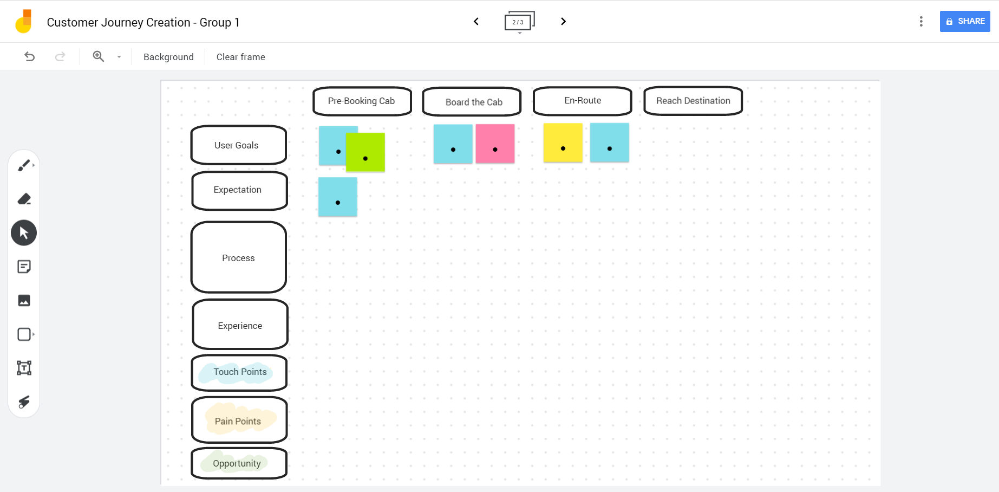 Customer Journey Creation - Group 1
2 / 3
SHARE
Background
Clear frame
Pre-Booking Cab
Board the Cab
En-Route
Reach Destination
User Goals
Expectation
Process
Experience
Touch Points
Pain Points
Opportunity